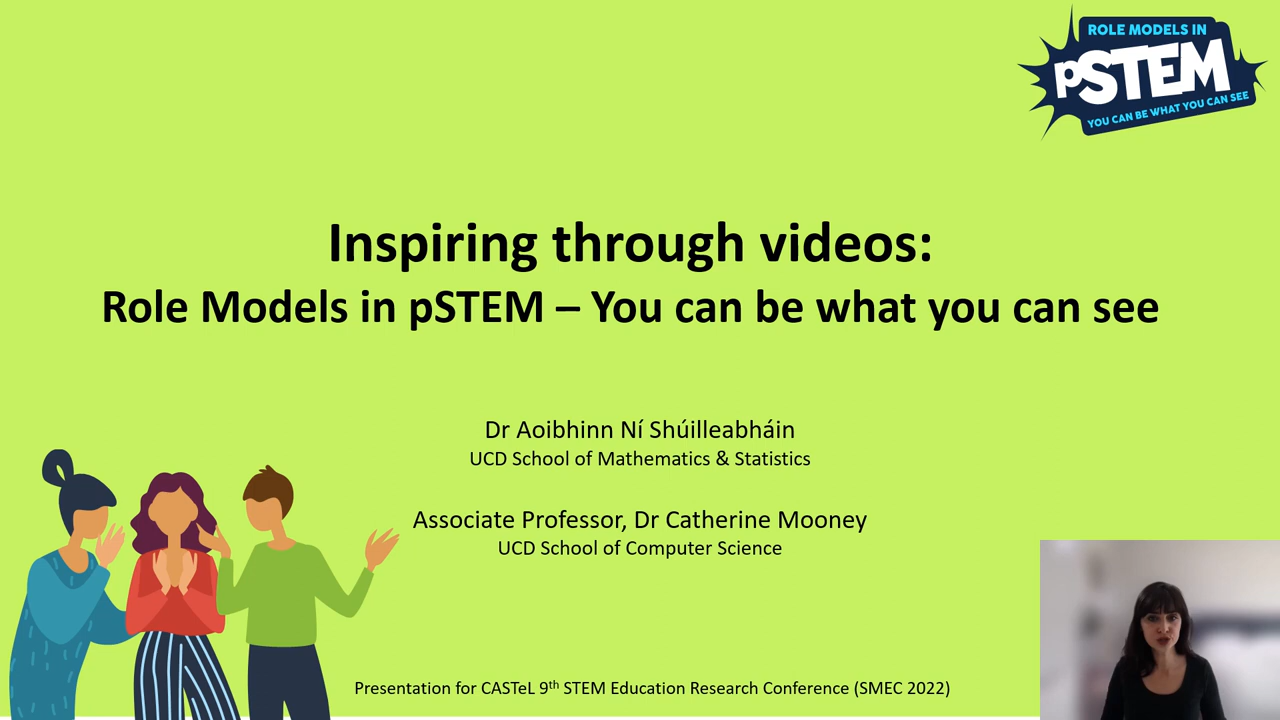 ROLE MODELS IN
pSTEM
YOU CAN BE WHAT YOU CAN SEE
Inspiring through videos:
Role Models in pSTEM – You can be what you can see
Dr Aoibhinn Ní Shúilleabháin
UCD School of Mathematics & Statistics
Associate Professor, Dr Catherine Mooney
UCD School of Computer Science
Presentation for CASTeL 9th STEM Education Research Conference (SMEC 2022)